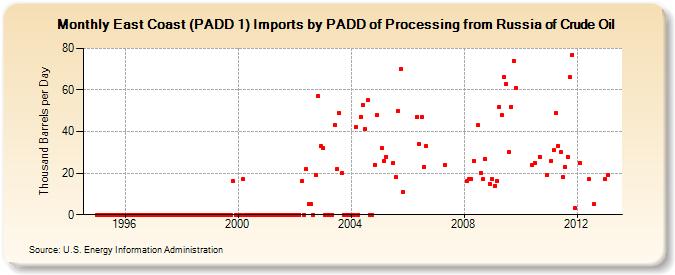 Monthly East Coast (PADD 1) Imports by PADD of Processing from Russia of Crude Oil
Thousand Barrels per Day
80
60
40
20
0
1996 2000 2004 2008 2012
Source: U.S. Energy Information Administration